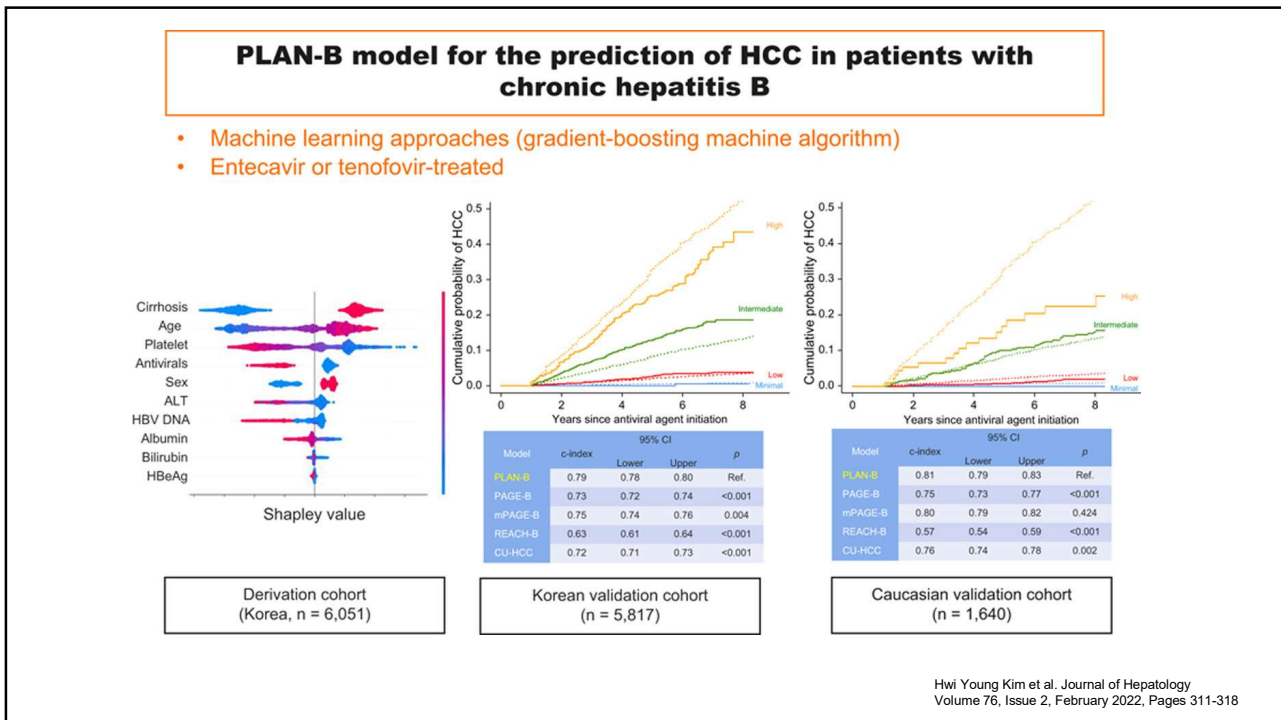 PLAN-B model for the prediction of HCC in patients with
chronic hepatitis B
• Machine learning approaches (gradient-boosting machine algorithm)
• Entecavir or tenofovir-treated
Cirrhosis
Age
Platelet
Antivirals
Sex
ALT
HBV DNA
Albumin
Bilirubin
HBeAg
Shapley value
Derivation cohort
(Korea, n = 6,051)
Cumulative probability of HCC
0.5
0.4
0.3
0.2
0.1
0.0
High
Intermediate
Low
Minimal
0 2 4 6 8
Years since antiviral agent initiation
95% CI
Model c-index Lower Upper p
PLAN-B 0.79 0.78 0.80 Ref.
PAGE-B 0.73 0.72 0.74 <0.001
mPAGE-B 0.75 0.74 0.76 0.004
REACH-B 0.63 0.61 0.64 <0.001
CU-HCC 0.72 0.71 0.73 <0.001
Korean validation cohort
(n = 5,817)
Cumulative probability of HCC
0.5
0.4
0.3
0.2
0.1
0.0
High
Intermediate
Low
Minimal
0 2 4 6 8
Years since antiviral agent initiation
95% CI
Model c-index Lower Upper p
PLAN-B 0.81 0.79 0.83 Ref.
PAGE-B 0.75 0.73 0.77 <0.001
mPAGE-B 0.80 0.79 0.82 0.424
REACH-B 0.57 0.54 0.59 <0.001
CU-HCC 0.76 0.74 0.78 0.002
Caucasian validation cohort
(n = 1,640)
Hwi Young Kim et al. Journal of Hepatology
Volume 76, Issue 2, February 2022, Pages 311-318